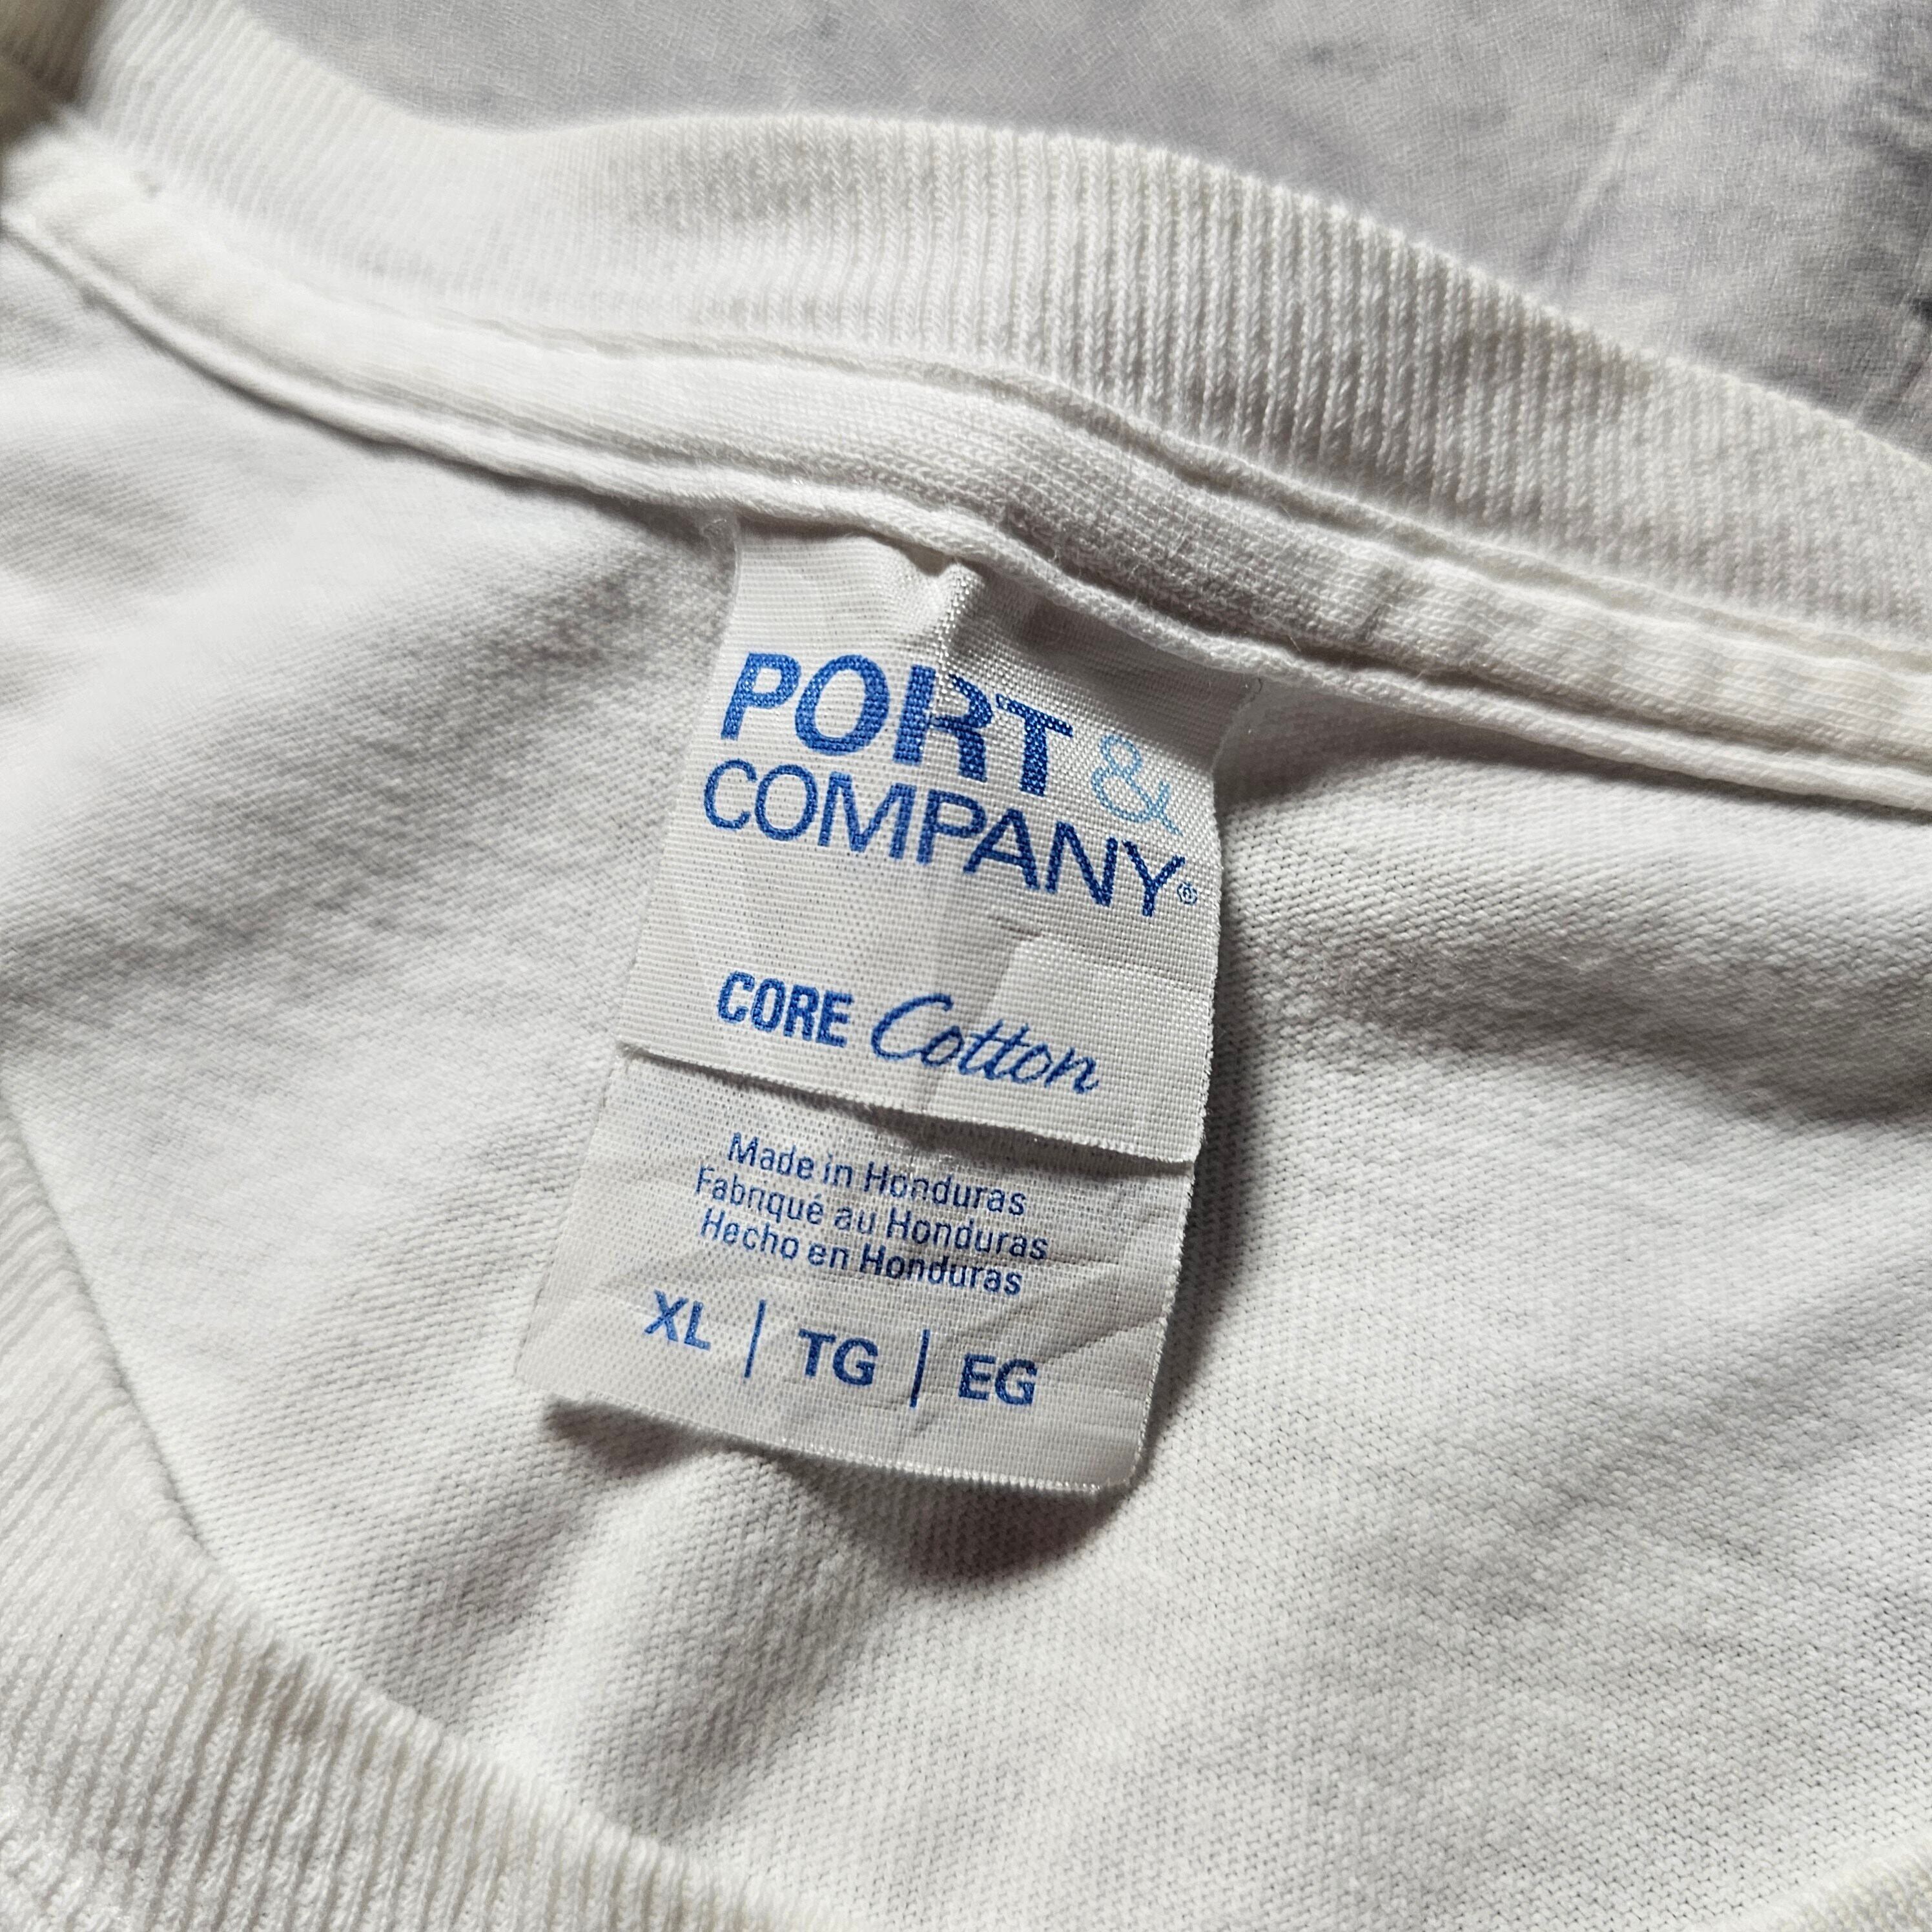 PORT &
COMPANY®
CORE Cotton
Made in Honduras
Fabriqué au Honduras
Hecho en Honduras
XL | TG | EG